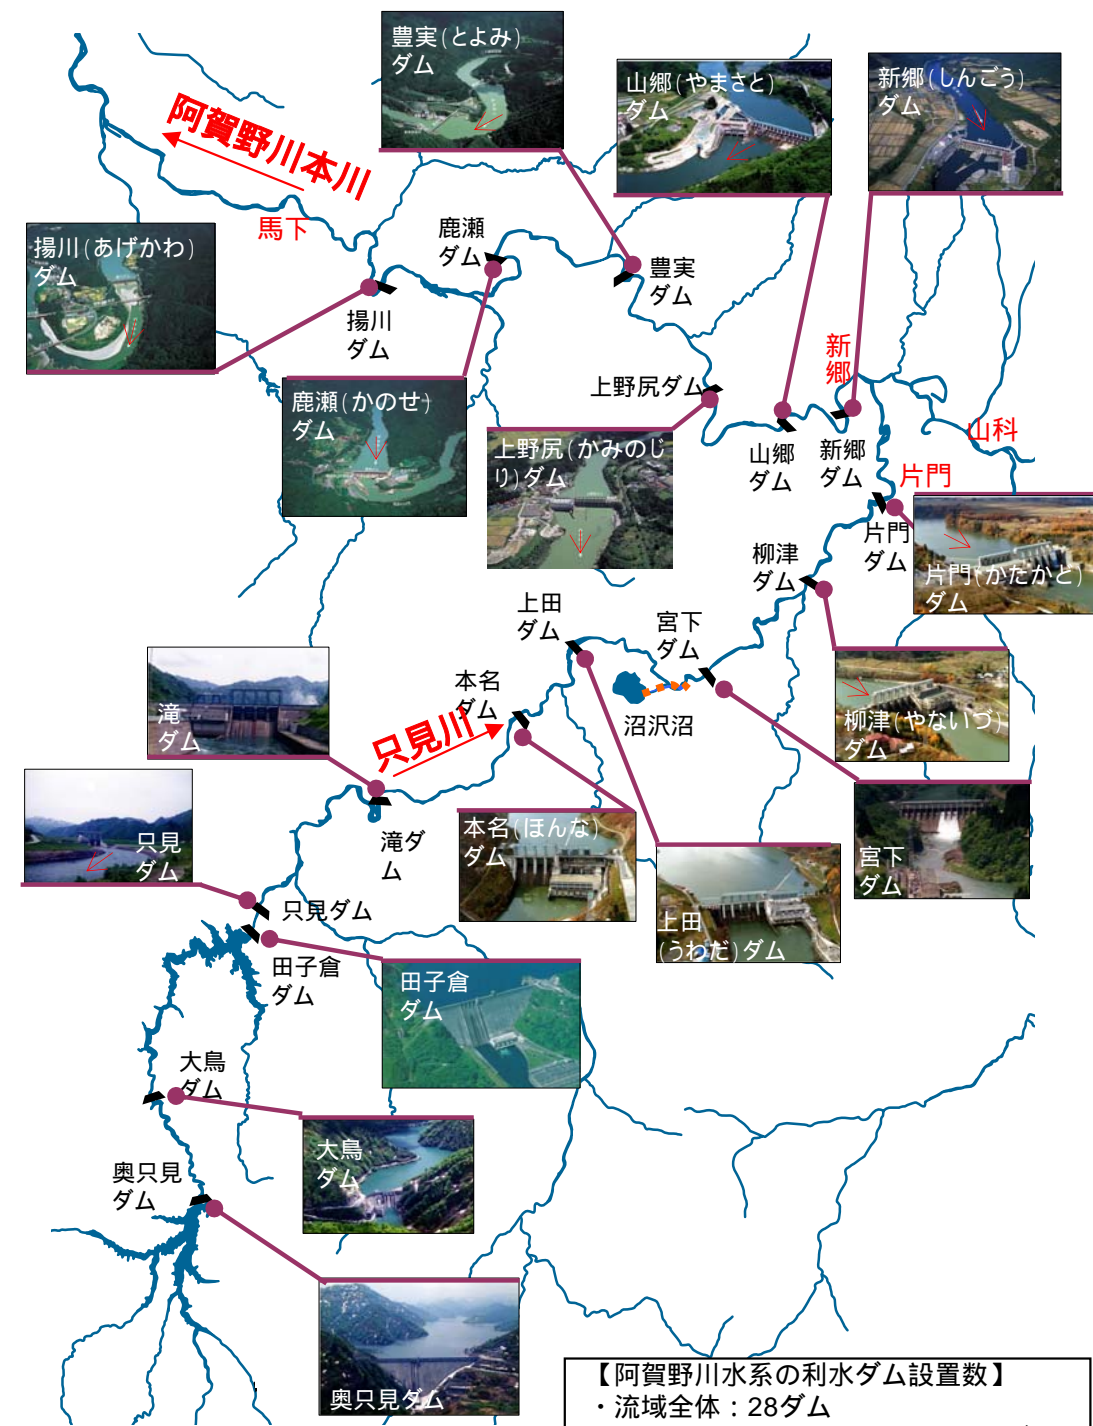 豊実(とよみ)
ダム
山郷(やまさと)
ダム
新郷(しんごう)
ダム
阿賀野川本川
馬下
揚川(あげかわ)
ダム
鹿瀬
ダム
豊実
ダム
揚川
ダム
新
郷
上野尻ダム
鹿瀬(かのせ)
ダム
山科
上野尻(かみのじ
り)ダム
山郷
ダム
新郷
ダム
片門
片門
ダム
片門(かたかど)
ダム
柳津
ダム
上田
ダム
宮下
ダム
沼沢沼
本名
ダム
只見川
滝
ダム
柳津(やないづ)
ダム
只見
ダム
滝ダ
ム
本名(ほんな)
ダム
宮下
ダム
上田
(うわだ)ダム
只見ダム
田子倉
ダム
田子倉
ダム
大鳥
ダム
大鳥
ダム
奥只見
ダム
奥只見ダム
【阿賀野川水系の利水ダム設置数】
・流域全体：28ダム